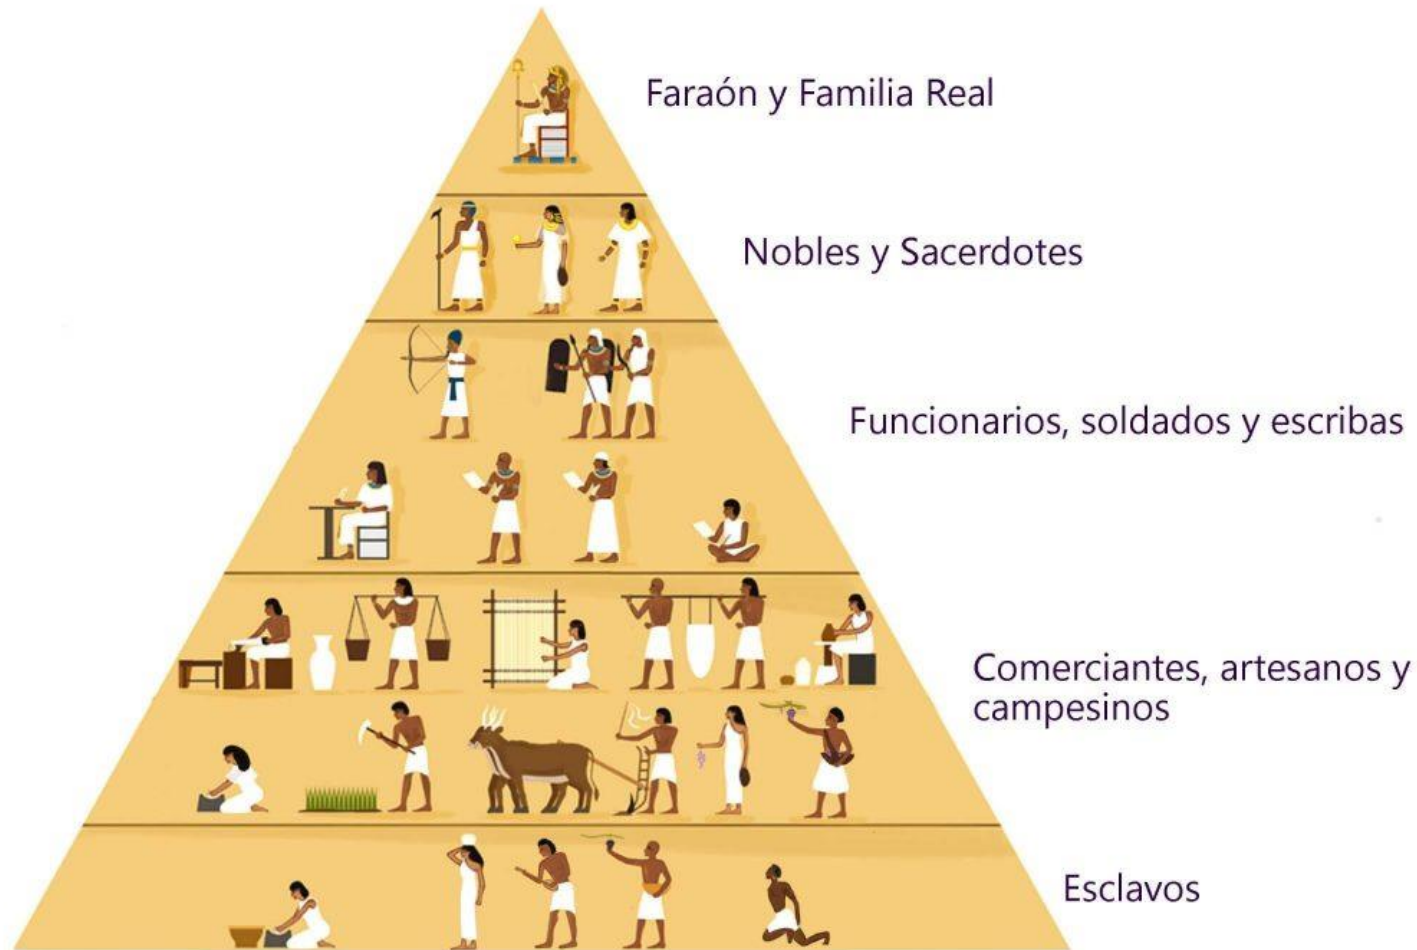 Faraón y Familia Real
Nobles y Sacerdotes
Funcionarios, soldados y escribas
Comerciantes, artesanos y
campesinos
Esclavos